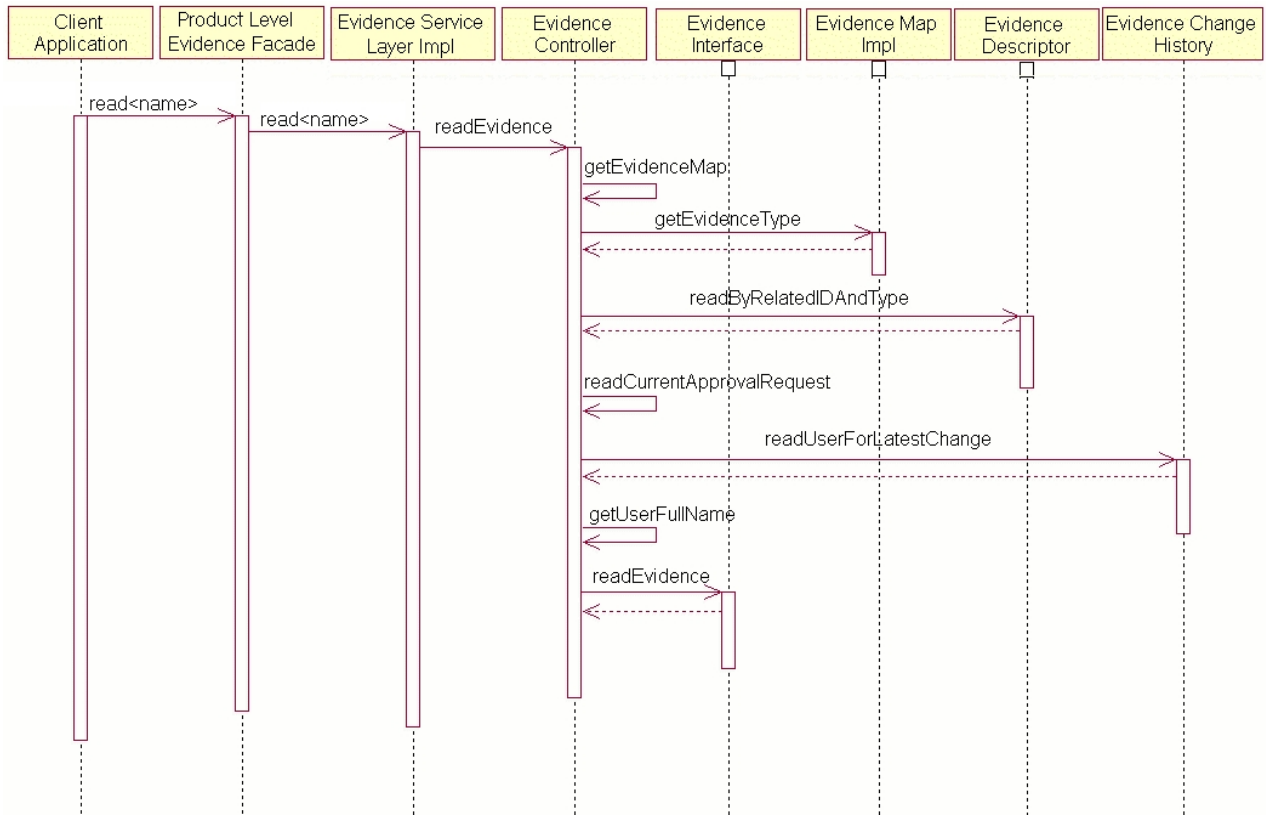 Client
Application
Product Level
Evidence Facade
Evidence Service
Layer Impl
Evidence
Controller
Evidence
Interface
Evidence Map
Impl
Evidence
Descriptor
Evidence Change
History
read<name>
read<name>
readEvidence
getEvidenceMap
getEvidenceType
readByRelatedIDAndType
readCurrentApprovalRequest
readUserForLatestChange
getUserFullName
readEvidence